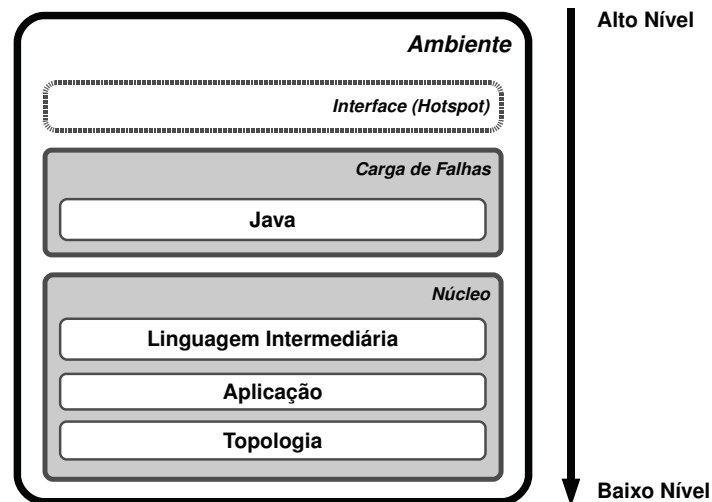 Alto Nível
Ambiente
Interface (Hotspot)
Carga de Falhas
Java
Núcleo
Linguagem Intermediária
Aplicação
Topologia
Baixo Nível